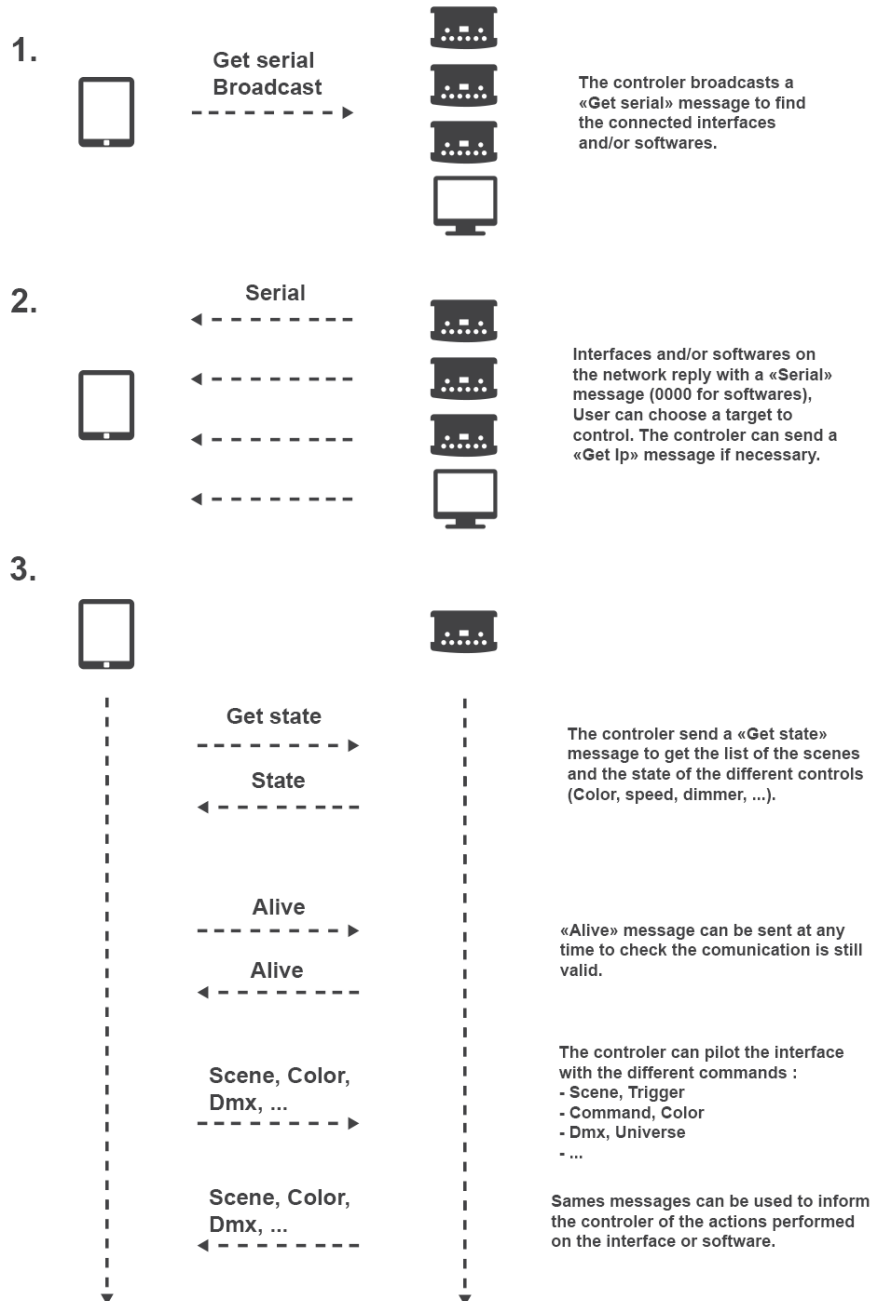 1.
Get serial
Broadcast
The controler broadcasts a
«Get serial» message to find
the connected interfaces
and/or softwares.
2.
Serial
Interfaces and/or softwares on
the network reply with a «Serial»
message (0000 for softwares),
User can choose a target to
control. The controler can send a
«Get Ip» message if necessary.
3.
Get state
State
The controler send a «Get state»
message to get the list of the scenes
and the state of the different controls
(Color, speed, dimmer, ...).
Alive
Alive
«Alive» message can be sent at any
time to check the comunication is still
valid.
Scene, Color,
Dmx, ...
The controler can pilot the interface
with the different commands :
- Scene, Trigger
- Command, Color
- Dmx, Universe
- ...
Scene, Color,
Dmx, ...
Sames messages can be used to inform
the controler of the actions performed
on the interface or software.